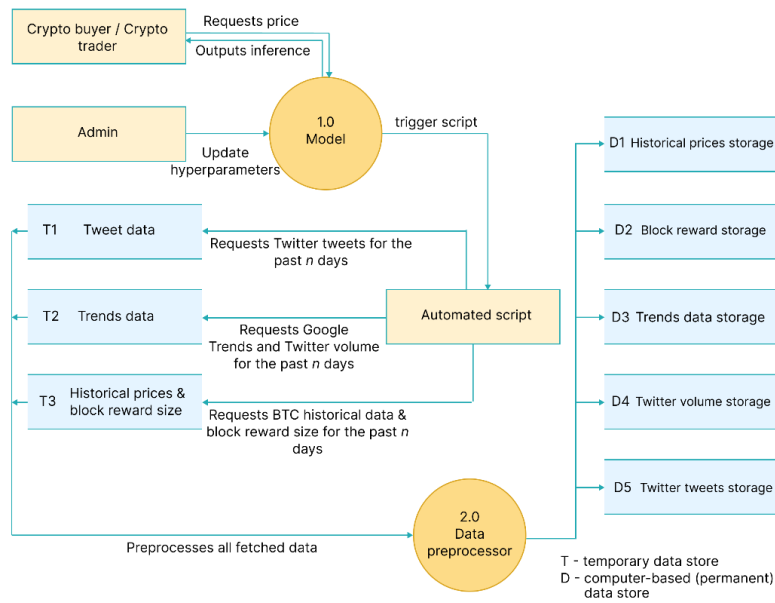 Crypto buyer / Crypto
trader
Requests price
Outputs inference
Admin
Update
hyperparameters
1.0
Model
trigger script
T1 Tweet data
Requests Twitter tweets for the
past n days
T2 Trends data
Requests Google
Trends and Twitter volume
for the past n days
Automated script
T3 Historical prices &
block reward size
Requests BTC historical data &
block reward size for the past n
days
D1 Historical prices storage
D2 Block reward storage
D3 Trends data storage
D4 Twitter volume storage
D5 Twitter tweets storage
Preprocesses all fetched data
2.0
Data
preprocessor
T - temporary data store
D - computer-based (permanent)
data store